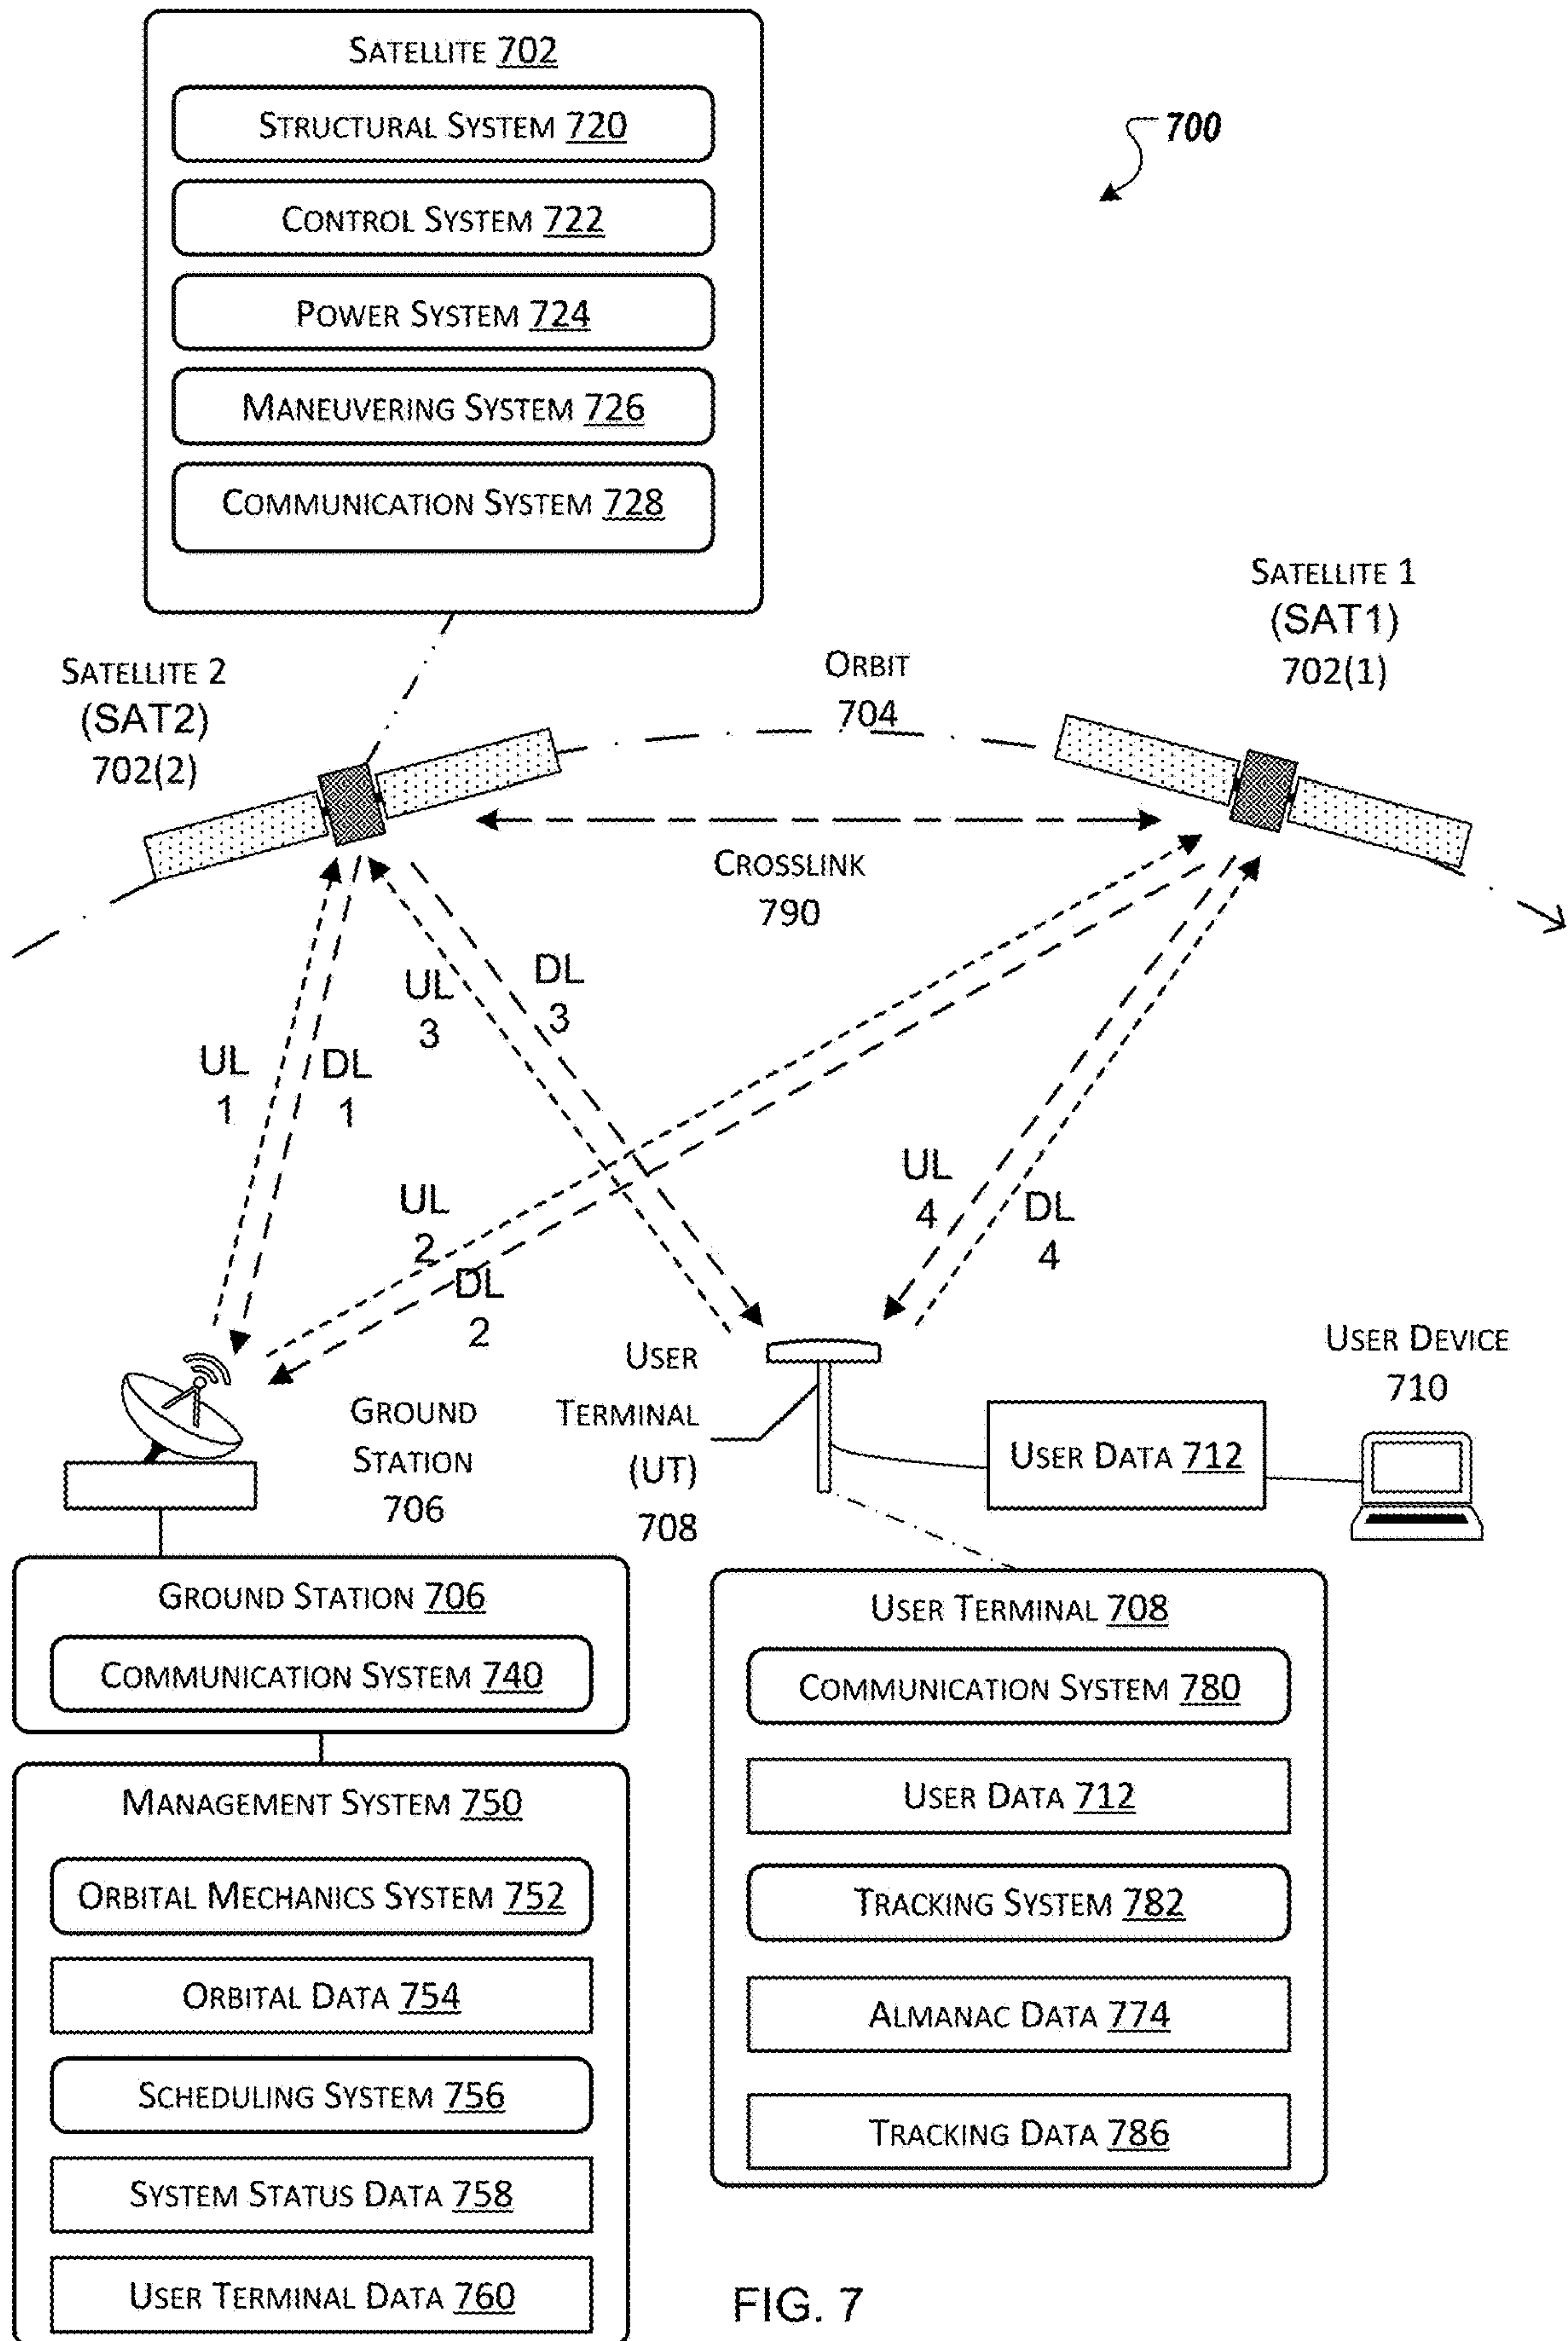 SATELLITE 702
STRUCTURAL SYSTEM 720
CONTROL SYSTEM 722
POWER SYSTEM 724
MANEUVERING SYSTEM 726
COMMUNICATION SYSTEM 728
700
SATELLITE 1
(SAT1)
702(1)
SATELLITE 2
(SAT2)
702(2)
ORBIT
704
CROSSLINK
790
UL
1
DL
1
UL
3
DL
3
UL
2
DL
2
UL
4
DL
4
GROUND
STATION
706
USER
TERMINAL
(UT)
708
USER DATA 712
USER DEVICE
710
GROUND STATION 706
COMMUNICATION SYSTEM 740
MANAGEMENT SYSTEM 750
ORBITAL MECHANICS SYSTEM 752
ORBITAL DATA 754
SCHEDULING SYSTEM 756
SYSTEM STATUS DATA 758
USER TERMINAL DATA 760
USER TERMINAL 708
COMMUNICATION SYSTEM 780
USER DATA 712
TRACKING SYSTEM 782
ALMANAC DATA 774
TRACKING DATA 786
FIG. 7